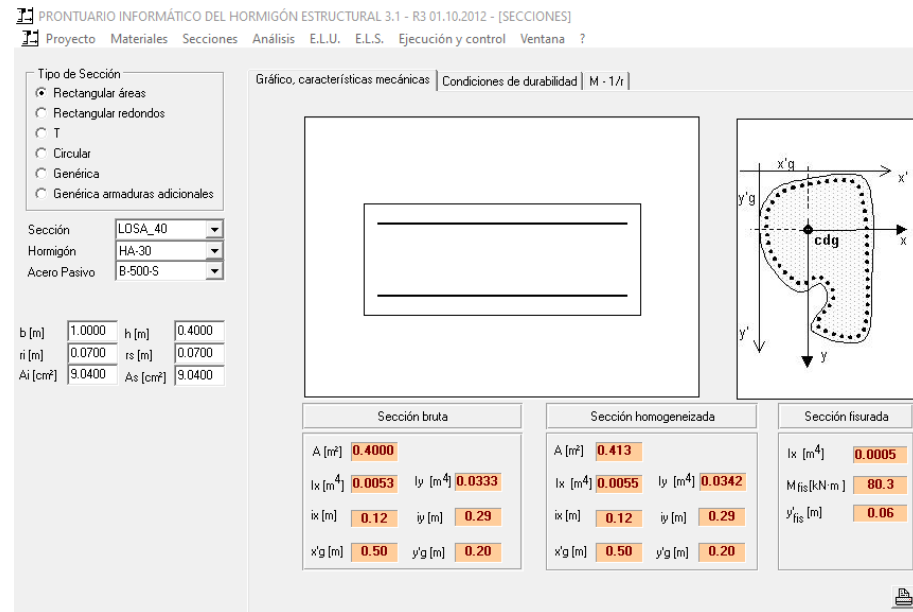 PRONTUARIO INFORMÁTICO DEL HORMIGÓN ESTRUCTURAL 3.1 - R3 01.10.2012 - [SECCIONES]
Proyecto Materiales Secciones Análisis E.L.U. E.L.S. Ejecución y control Ventana ?
Tipo de Sección
Rectangular áreas
Rectangular redondos
T
Circular
Genérica
Genérica armaduras adicionales
Sección LOSA_40
Hormigón HA-30
Acero Pasivo B-500-S
b [m] 1.0000 h [m] 0.4000
ri [m] 0.0700 rs [m] 0.0700
Ai [cm²] 9.0400 As [cm²] 9.0400
Gráfico, características mecánicas Condiciones de durabilidad M - 1/r
x'g
x'
y'g
cdg
x
y'
y
Sección bruta
A [m²] 0.4000
Ix [m4] 0.0053 Iy [m4] 0.0333
ix [m] 0.12 iy [m] 0.29
x'g [m] 0.50 y'g [m] 0.20
Sección homogeneizada
A [m²] 0.413
Ix [m4] 0.0055 Iy [m4] 0.0342
ix [m] 0.12 iy [m] 0.29
x'g [m] 0.50 y'g [m] 0.20
Sección fisurada
Ix [m4] 0.0005
Mfis[kN·m ] 80.3
y'fis [m] 0.06